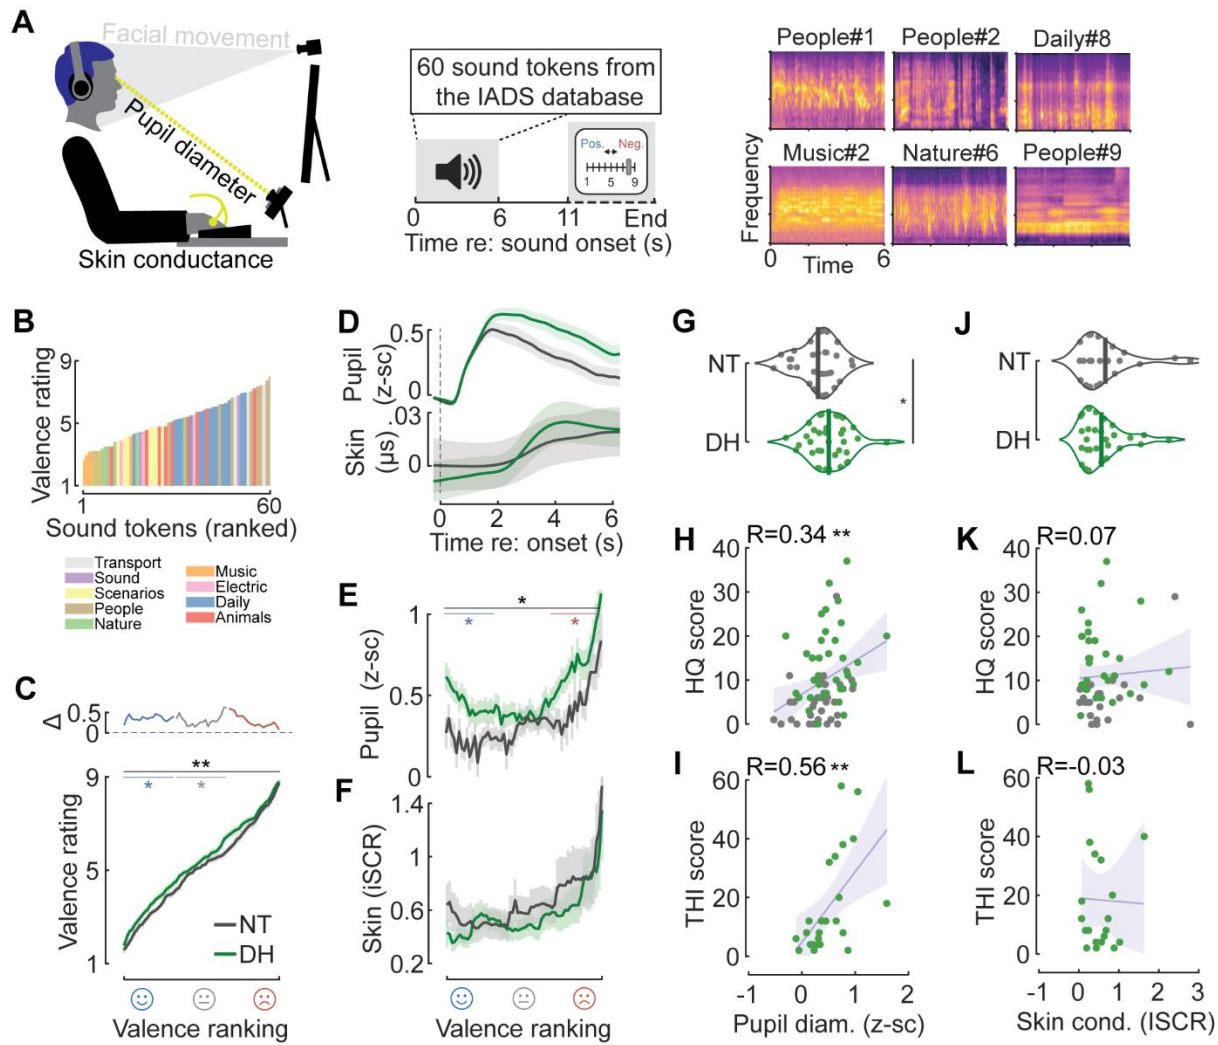 A
Facial movement
Pupil diameter
Skin conductance
60 sound tokens from
the IADS database
Pos. Neg.
1 5 9
0 6 11 End
Time re: sound onset (s)
People#1 People#2 Daily#8
Music#2 Nature#6 People#9
Frequency
0 Time 6
B
Valence rating
9
5
1
1 60
Sound tokens (ranked)
Transport
Sound
Scenarios
People
Nature
Music
Electric
Daily
Animals
C
Δ
0.5
0
**
* *
Valence rating
9
5
1
NT
DH
Valence ranking
D
Pupil
(z-sc)
0.5
0
Skin
(µs)
.03
0
0 2 4 6
Time re: onset (s)
E
Pupil (z-sc)
1
0.5
0
*
* *
F
Skin (iSCR)
1.4
1
0.6
0.2
Valence ranking
G
NT
DH
*
H
R=0.34 **
HQ score
40
30
20
10
0
I
R=0.56 **
THI score
60
40
20
0
-1 0 1 2
Pupil diam. (z-sc)
J
NT
DH
K
R=0.07
HQ score
40
30
20
10
0
L
R=-0.03
THI score
60
40
20
0
-1 0 1 2 3
Skin cond. (ISCR)